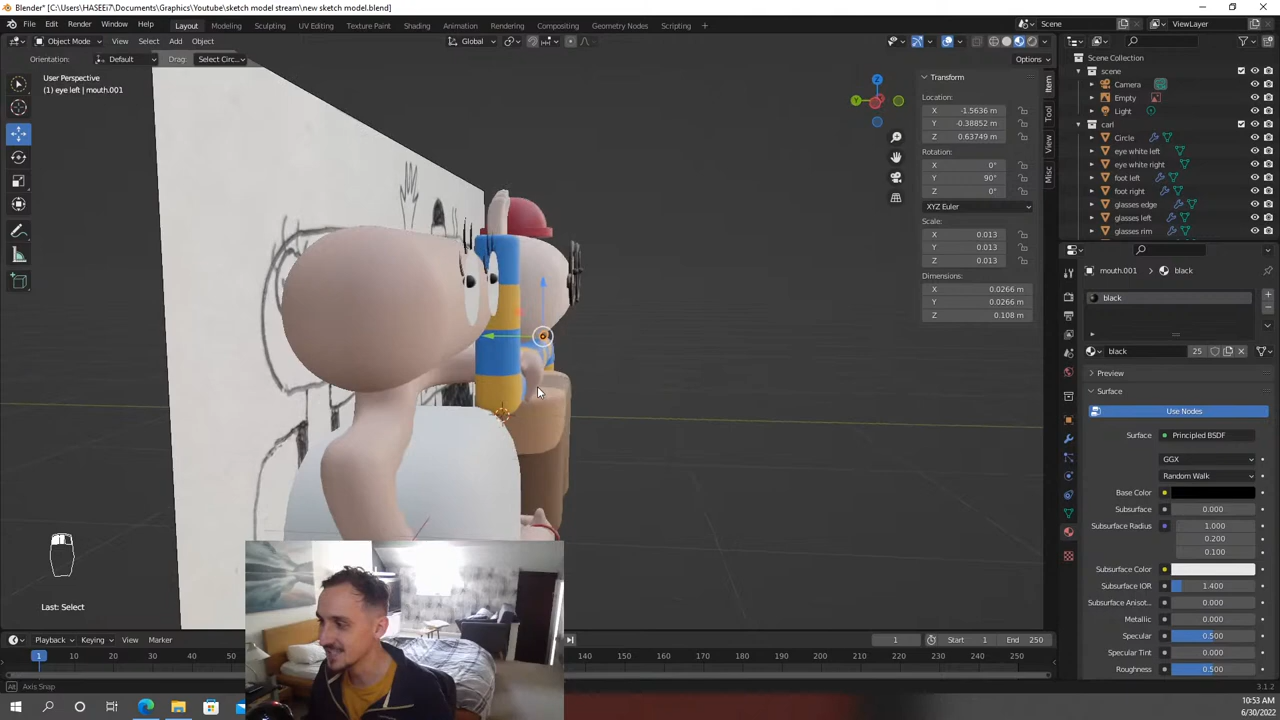 Blender* [C:\Users\HASEEi7\Documents\Graphics\Youtube\sketch model stream\new sketch model.blend]
File Edit Render Window Help Layout Modeling Sculpting UV Editing Texture Paint Shading Animation Rendering Compositing Geometry Nodes Scripting + Scene ViewLayer
Object Mode View Select Add Object Global
Orientation: Default Drag: Select Circ... Options
User Perspective
(1) eye left | mouth.001
Z
Y
Transform
Location:
X -1.5636 m
Y -0.38852 m
Z 0.63749 m
Rotation:
X 0°
Y 90°
Z 0°
XYZ Euler
Scale:
X 0.013
Y 0.013
Z 0.013
Dimensions:
X 0.0266 m
Y 0.0266 m
Z 0.108 m
Item
Tool
View
Misc
Scene Collection
scene
Camera
Empty
Light
carl
Circle
eye white left
eye white right
foot left
foot right
glasses edge
glasses left
glasses rim
mouth.001 > black
black
black 25
Preview
Surface
Use Nodes
Surface Principled BSDF
GGX
Random Walk
Base Color
Subsurface 0.000
Subsurface Radius 1.000
0.200
0.100
Subsurface Color
Subsurface IOR 1.400
Subsurface Anisot... 0.000
Metallic 0.000
Specular 0.500
Specular Tint 0.000
Roughness 0.500
Last: Select
Playback Keying View Marker 1 Start 1 End 250
1 10 20 30 40 50 140 150 160 170 180 190 200 210 220 230 240 250
Axis Snap 3.1.2
10:53 AM
6/30/2022